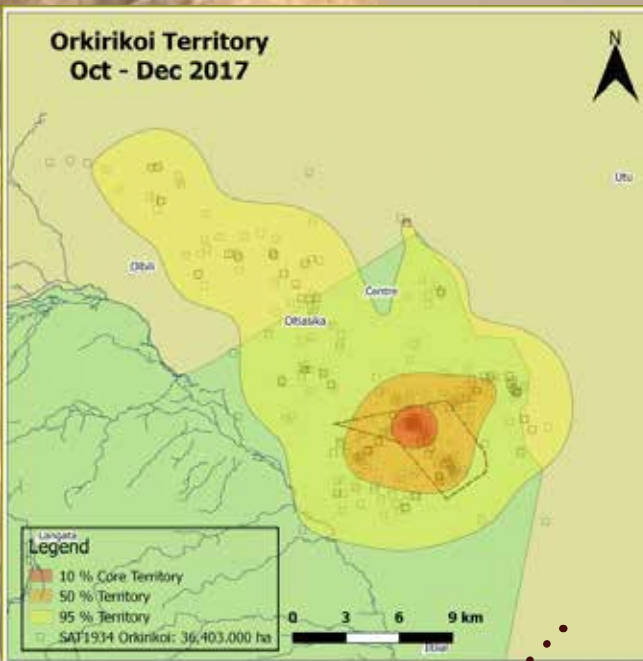 Orkirikoi Territory
Oct - Dec 2017
N
Utu
Olbili
Centre
Oltiasika
Langata
Legend
10 % Core Territory
50 % Territory
95 % Territory
SAT1934 Orkirikoi: 36,403.000 ha
0 3 6 9 km